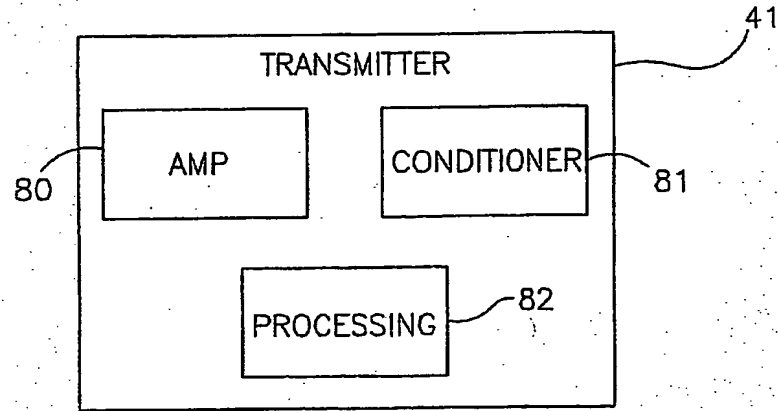 41
TRANSMITTER
AMP
CONDITIONER
80
81
PROCESSING
82